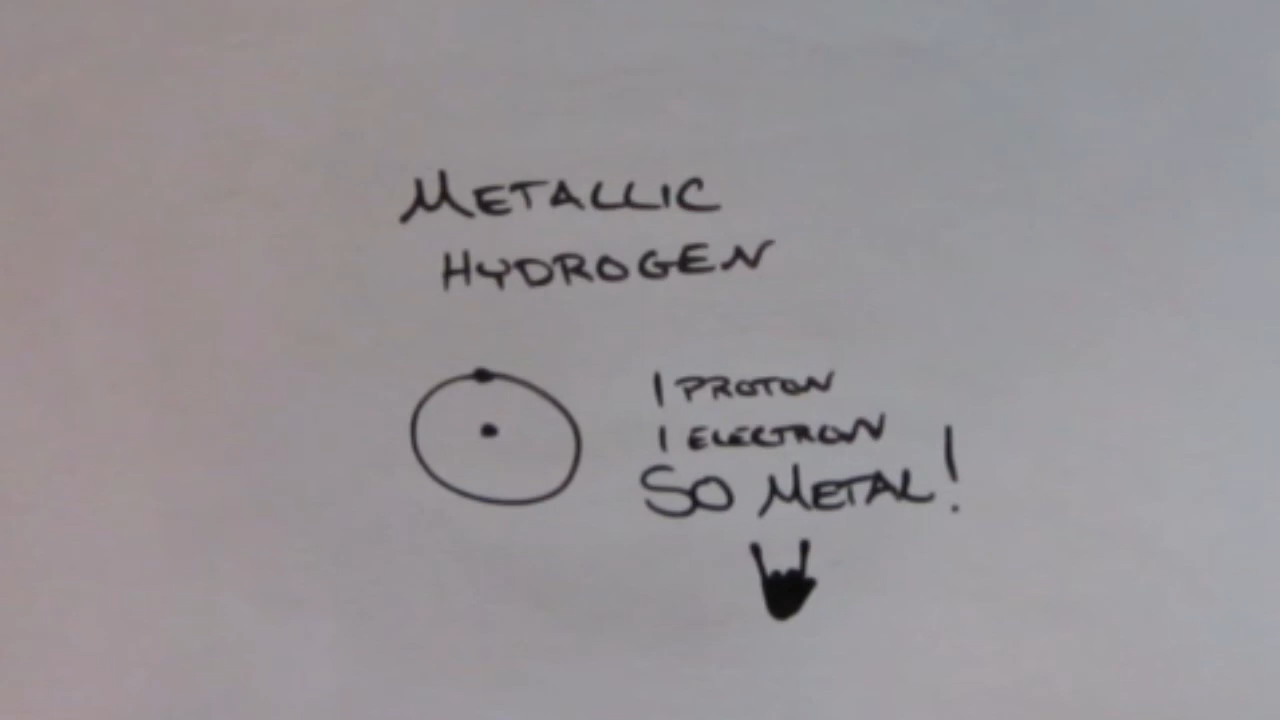 METALLIC
HYDROGEN
1 PROTON
1 ELECTRON
SO METAL!